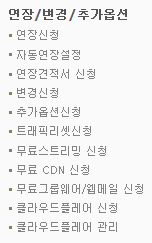 연장/변경/추가옵션
▪ 연장신청
▪ 자동연장설정
▪ 연장견적서 신청
▪ 변경신청
▪ 추가옵션신청
▪ 트래픽리셋신청
▪ 무료스트리밍 신청
▪ 무료 CDN 신청
▪ 무료그룹웨어/웹메일 신청
▪ 클라우드플레어 신청
▪ 클라우드플레어 관리